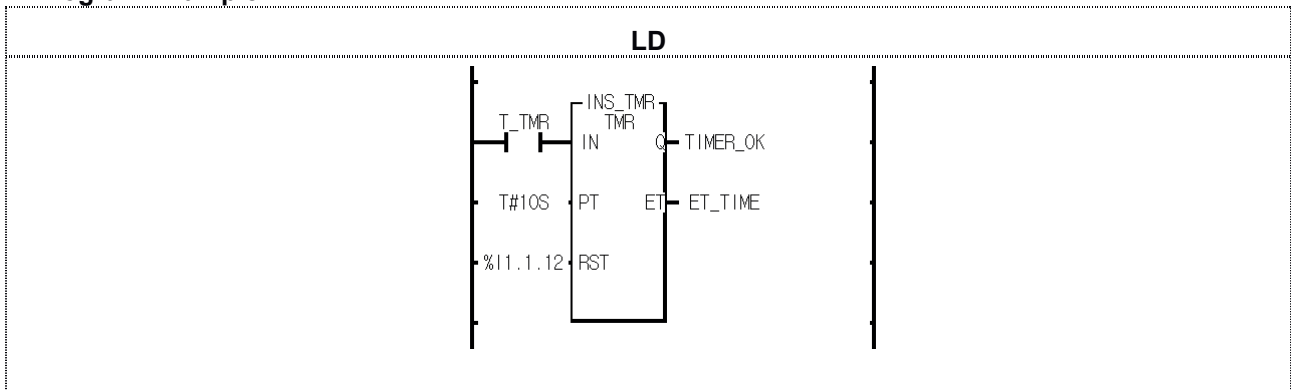 LD
INS_TMR
T_TMR TMR
IN Q TIMER_OK
T#10S PT ET ET_TIME
%I1.1.12 RST